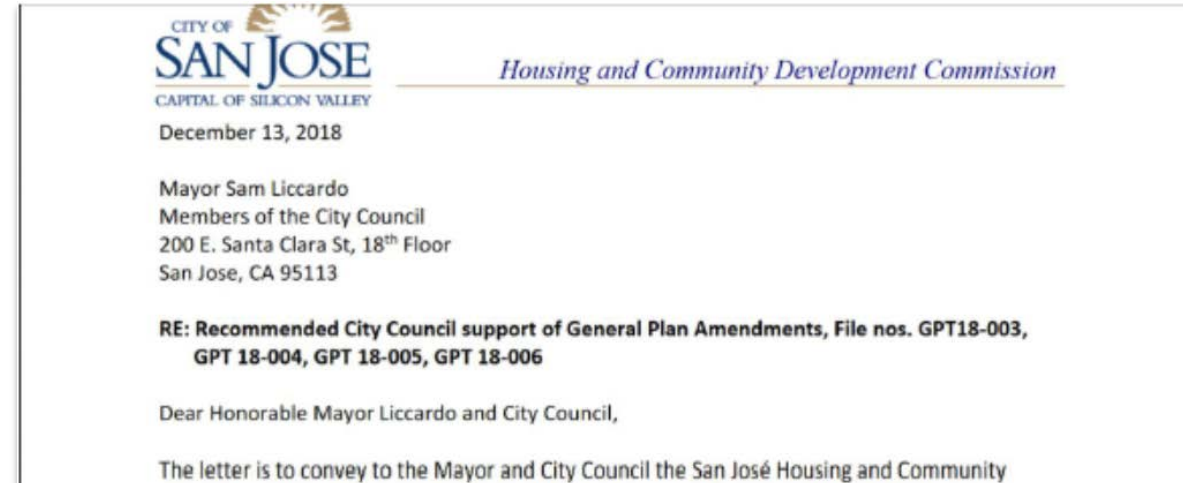 CITY OF
SAN JOSE
CAPITAL OF SILICON VALLEY
Housing and Community Development Commission
December 13, 2018
Mayor Sam Liccardo
Members of the City Council
200 E. Santa Clara St, 18th Floor
San Jose, CA 95113
RE: Recommended City Council support of General Plan Amendments, File nos. GPT18-003,
GPT 18-004, GPT 18-005, GPT 18-006
Dear Honorable Mayor Liccardo and City Council,
The letter is to convey to the Mayor and City Council the San José Housing and Community